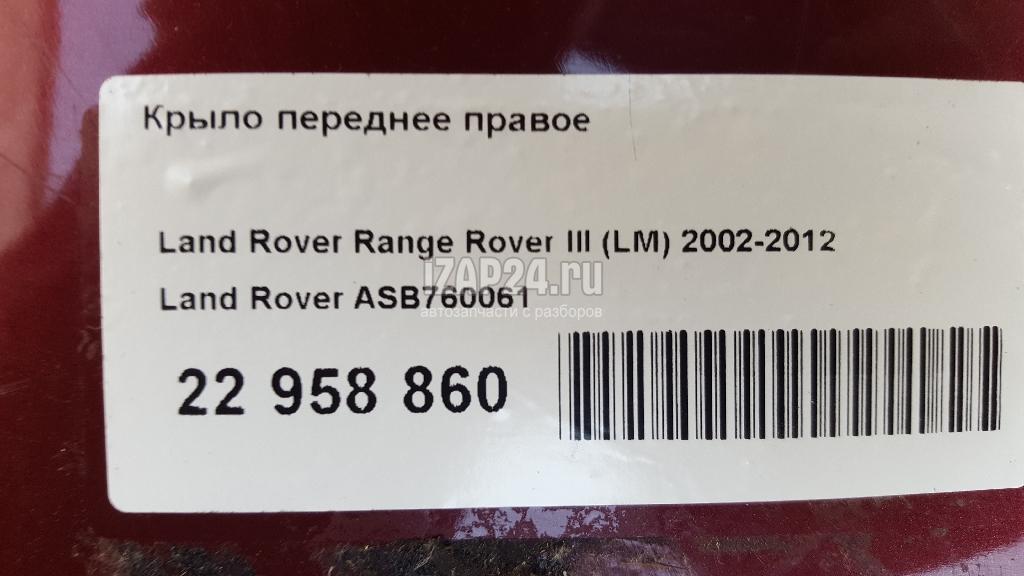 Крыло переднее правое
Land Rover Range Rover III (LM) 2002-2012
iZAP24.ru
Land Rover ASB760061
автозапчасти с разборов
22 958 860